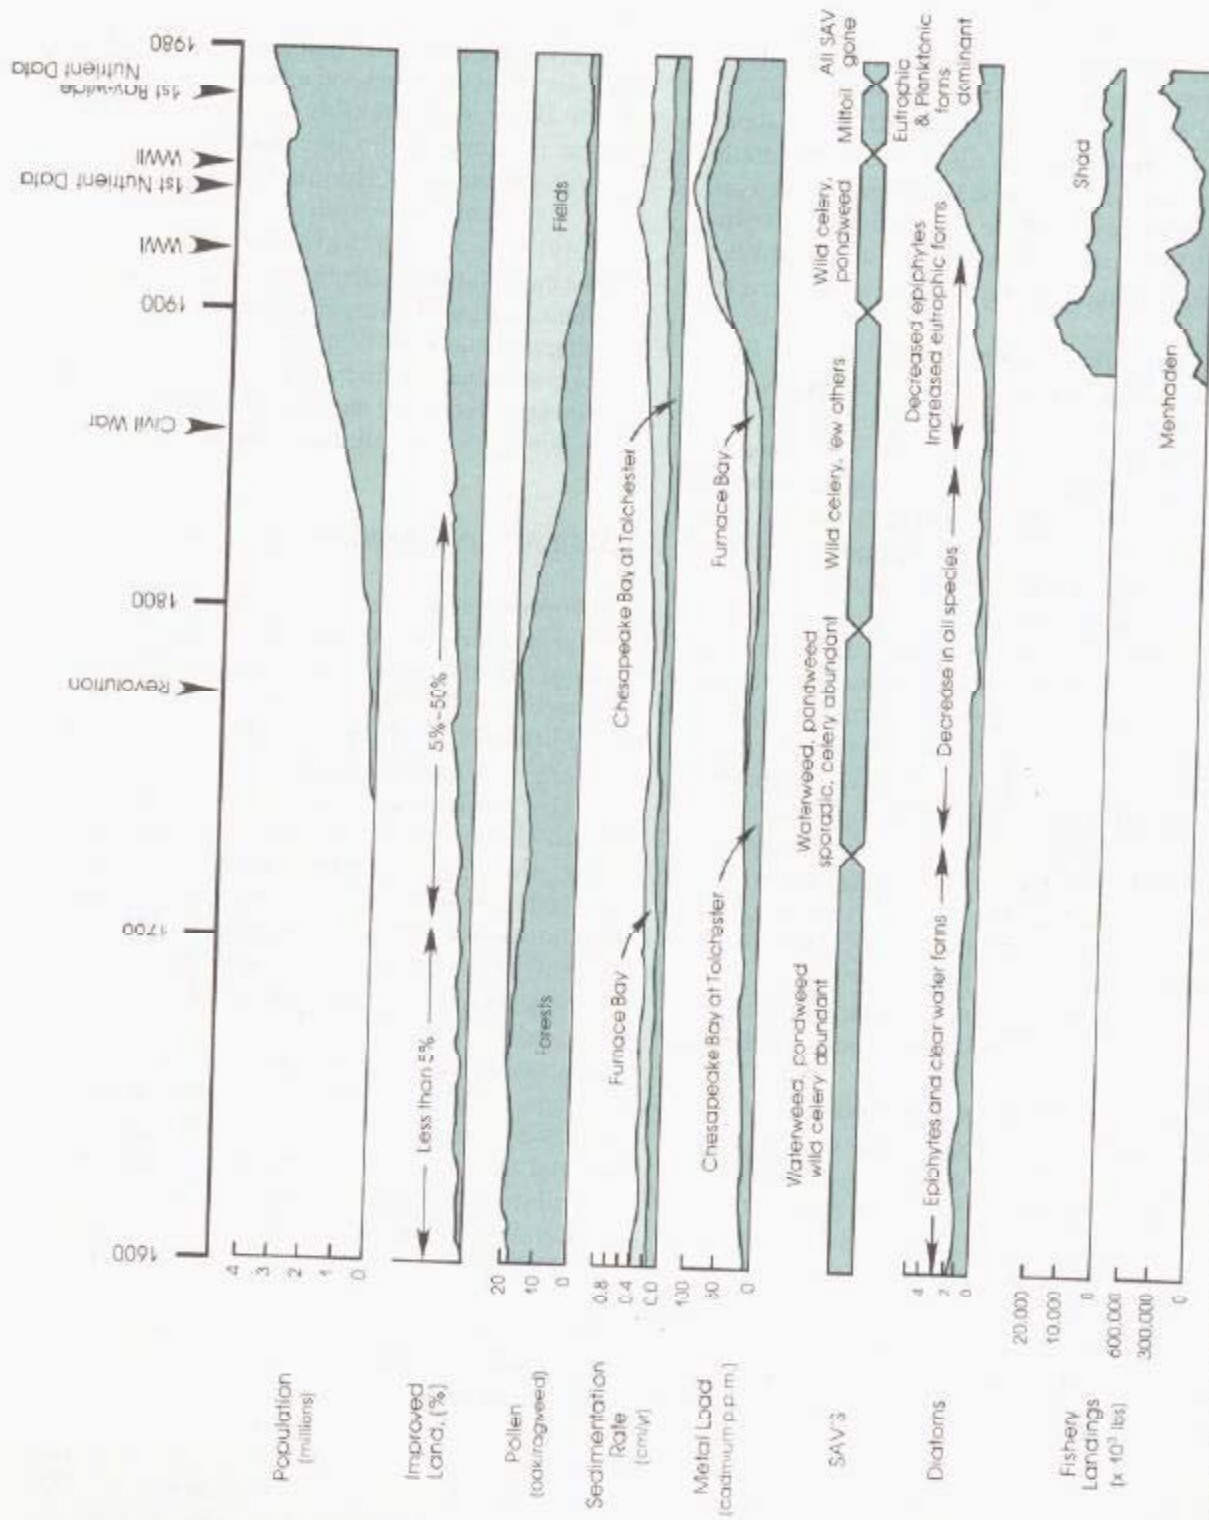 1600
1700
1800
1900
1980
Revolution
Civil War
WWI
1st Nutrient Data
WWII
1st Bay-wide
Nutrient Data
Population
(millions)
4
3
2
1
0
Improved
Land, (%)
Less than 5%
5%-50%
Pollen
(oak/ragweed)
20
10
0
Forests
Fields
Sedimentation
Rate
(cm/yr)
0.8
0.4
0.0
Furnace Bay
Chesapeake Bay at Tolchester
Metal Load
(cadmium p.p.m.)
100
50
0
Chesapeake Bay at Tolchester
Furnace Bay
SAV'S
Waterweed, pondweed
wild celery abundant
Waterweed, pondweed
sporadic, celery abundant
Wild celery, few others
Wild celery,
pondweed
Milfoil
All SAV
gone
Diatoms
4
2
0
Epiphytes and clear water forms
Decrease in all species
Decreased epiphytes
Increased eutrophic forms
Eutrophic
& Planktonic
forms
dominant
Fishery
Landings
(x 10³ lbs)
20.000
10.000
0
Shad
600.000
300.000
0
Menhaden